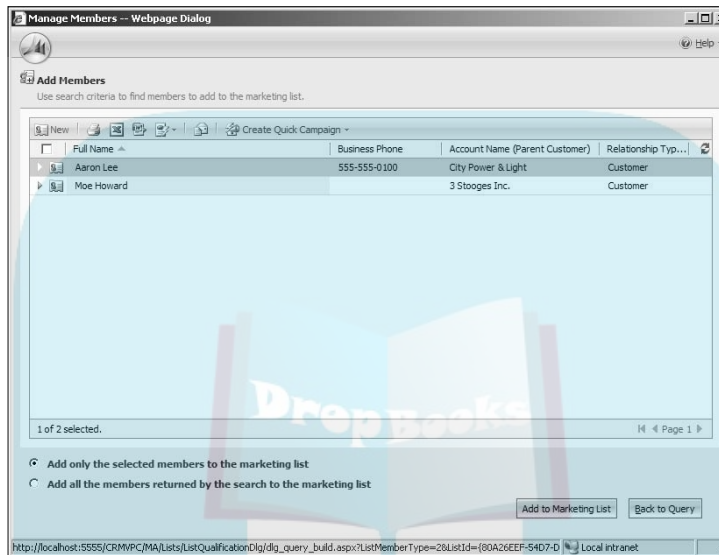 Manage Members -- Webpage Dialog
Help
Add Members
Use search criteria to find members to add to the marketing list.
New Create Quick Campaign
Full Name Business Phone Account Name (Parent Customer) Relationship Typ...
Aaron Lee 555-555-0100 City Power & Light Customer
Moe Howard 3 Stooges Inc. Customer
DropBooks
1 of 2 selected. Page 1
Add only the selected members to the marketing list
Add all the members returned by the search to the marketing list
Add to Marketing List Back to Query
http://localhost:5555/CRMVPC/MA/Lists/ListQualificationDlg/dlg_query_build.aspx?ListMemberType=2&ListId={80A26EEF-54D7-D Local intranet